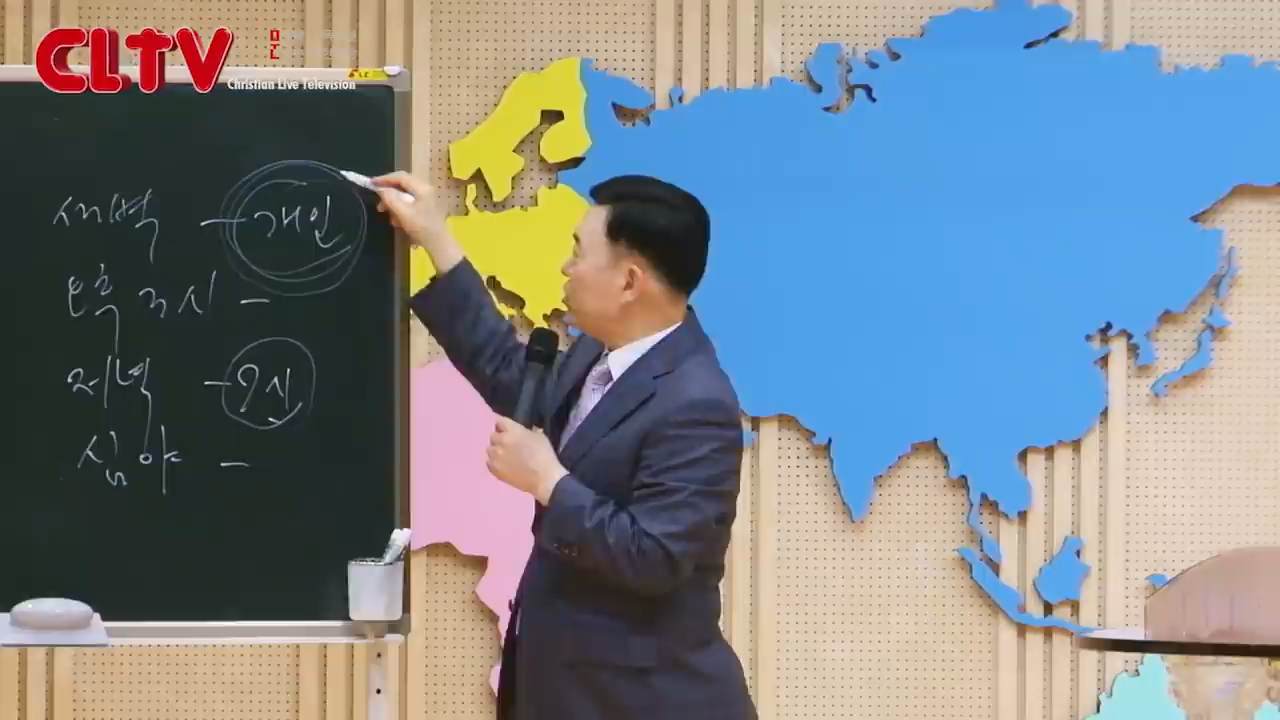 CLTV
Christian Live Television
새벽 - 개인
오후 3시 -
저녁 - 9시
심야 -